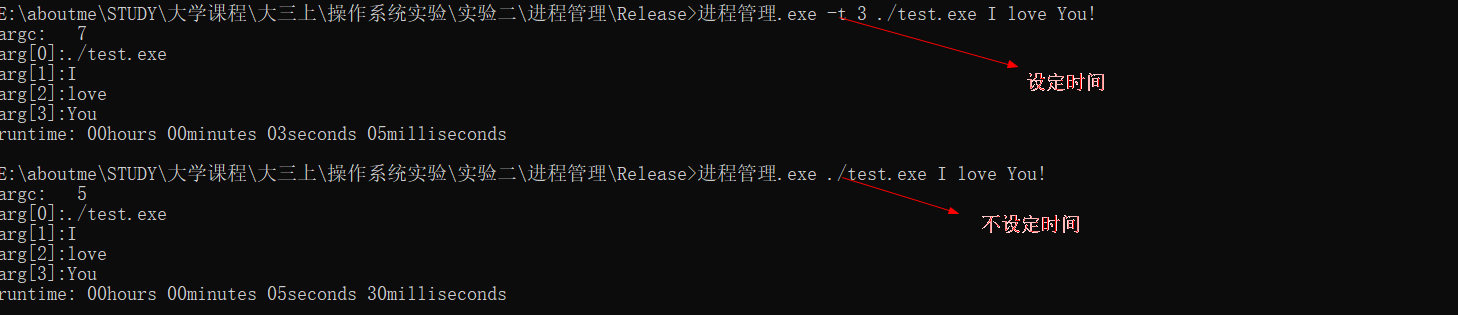 E:\aboutme\STUDY\大学课程\大三上\操作系统实验\实验二\进程管理\Release>进程管理.exe -t 3 ./test.exe I love You!
argc:   7
arg[0]:./test.exe
设定时间
arg[1]:I
arg[2]:love
arg[3]:You
runtime: 00hours 00minutes 03seconds 05milliseconds
E:\aboutme\STUDY\大学课程\大三上\操作系统实验\实验二\进程管理\Release>进程管理.exe ./test.exe I love You!
argc:   5
arg[0]:./test.exe
不设定时间
arg[1]:I
arg[2]:love
arg[3]:You
runtime: 00hours 00minutes 05seconds 30milliseconds